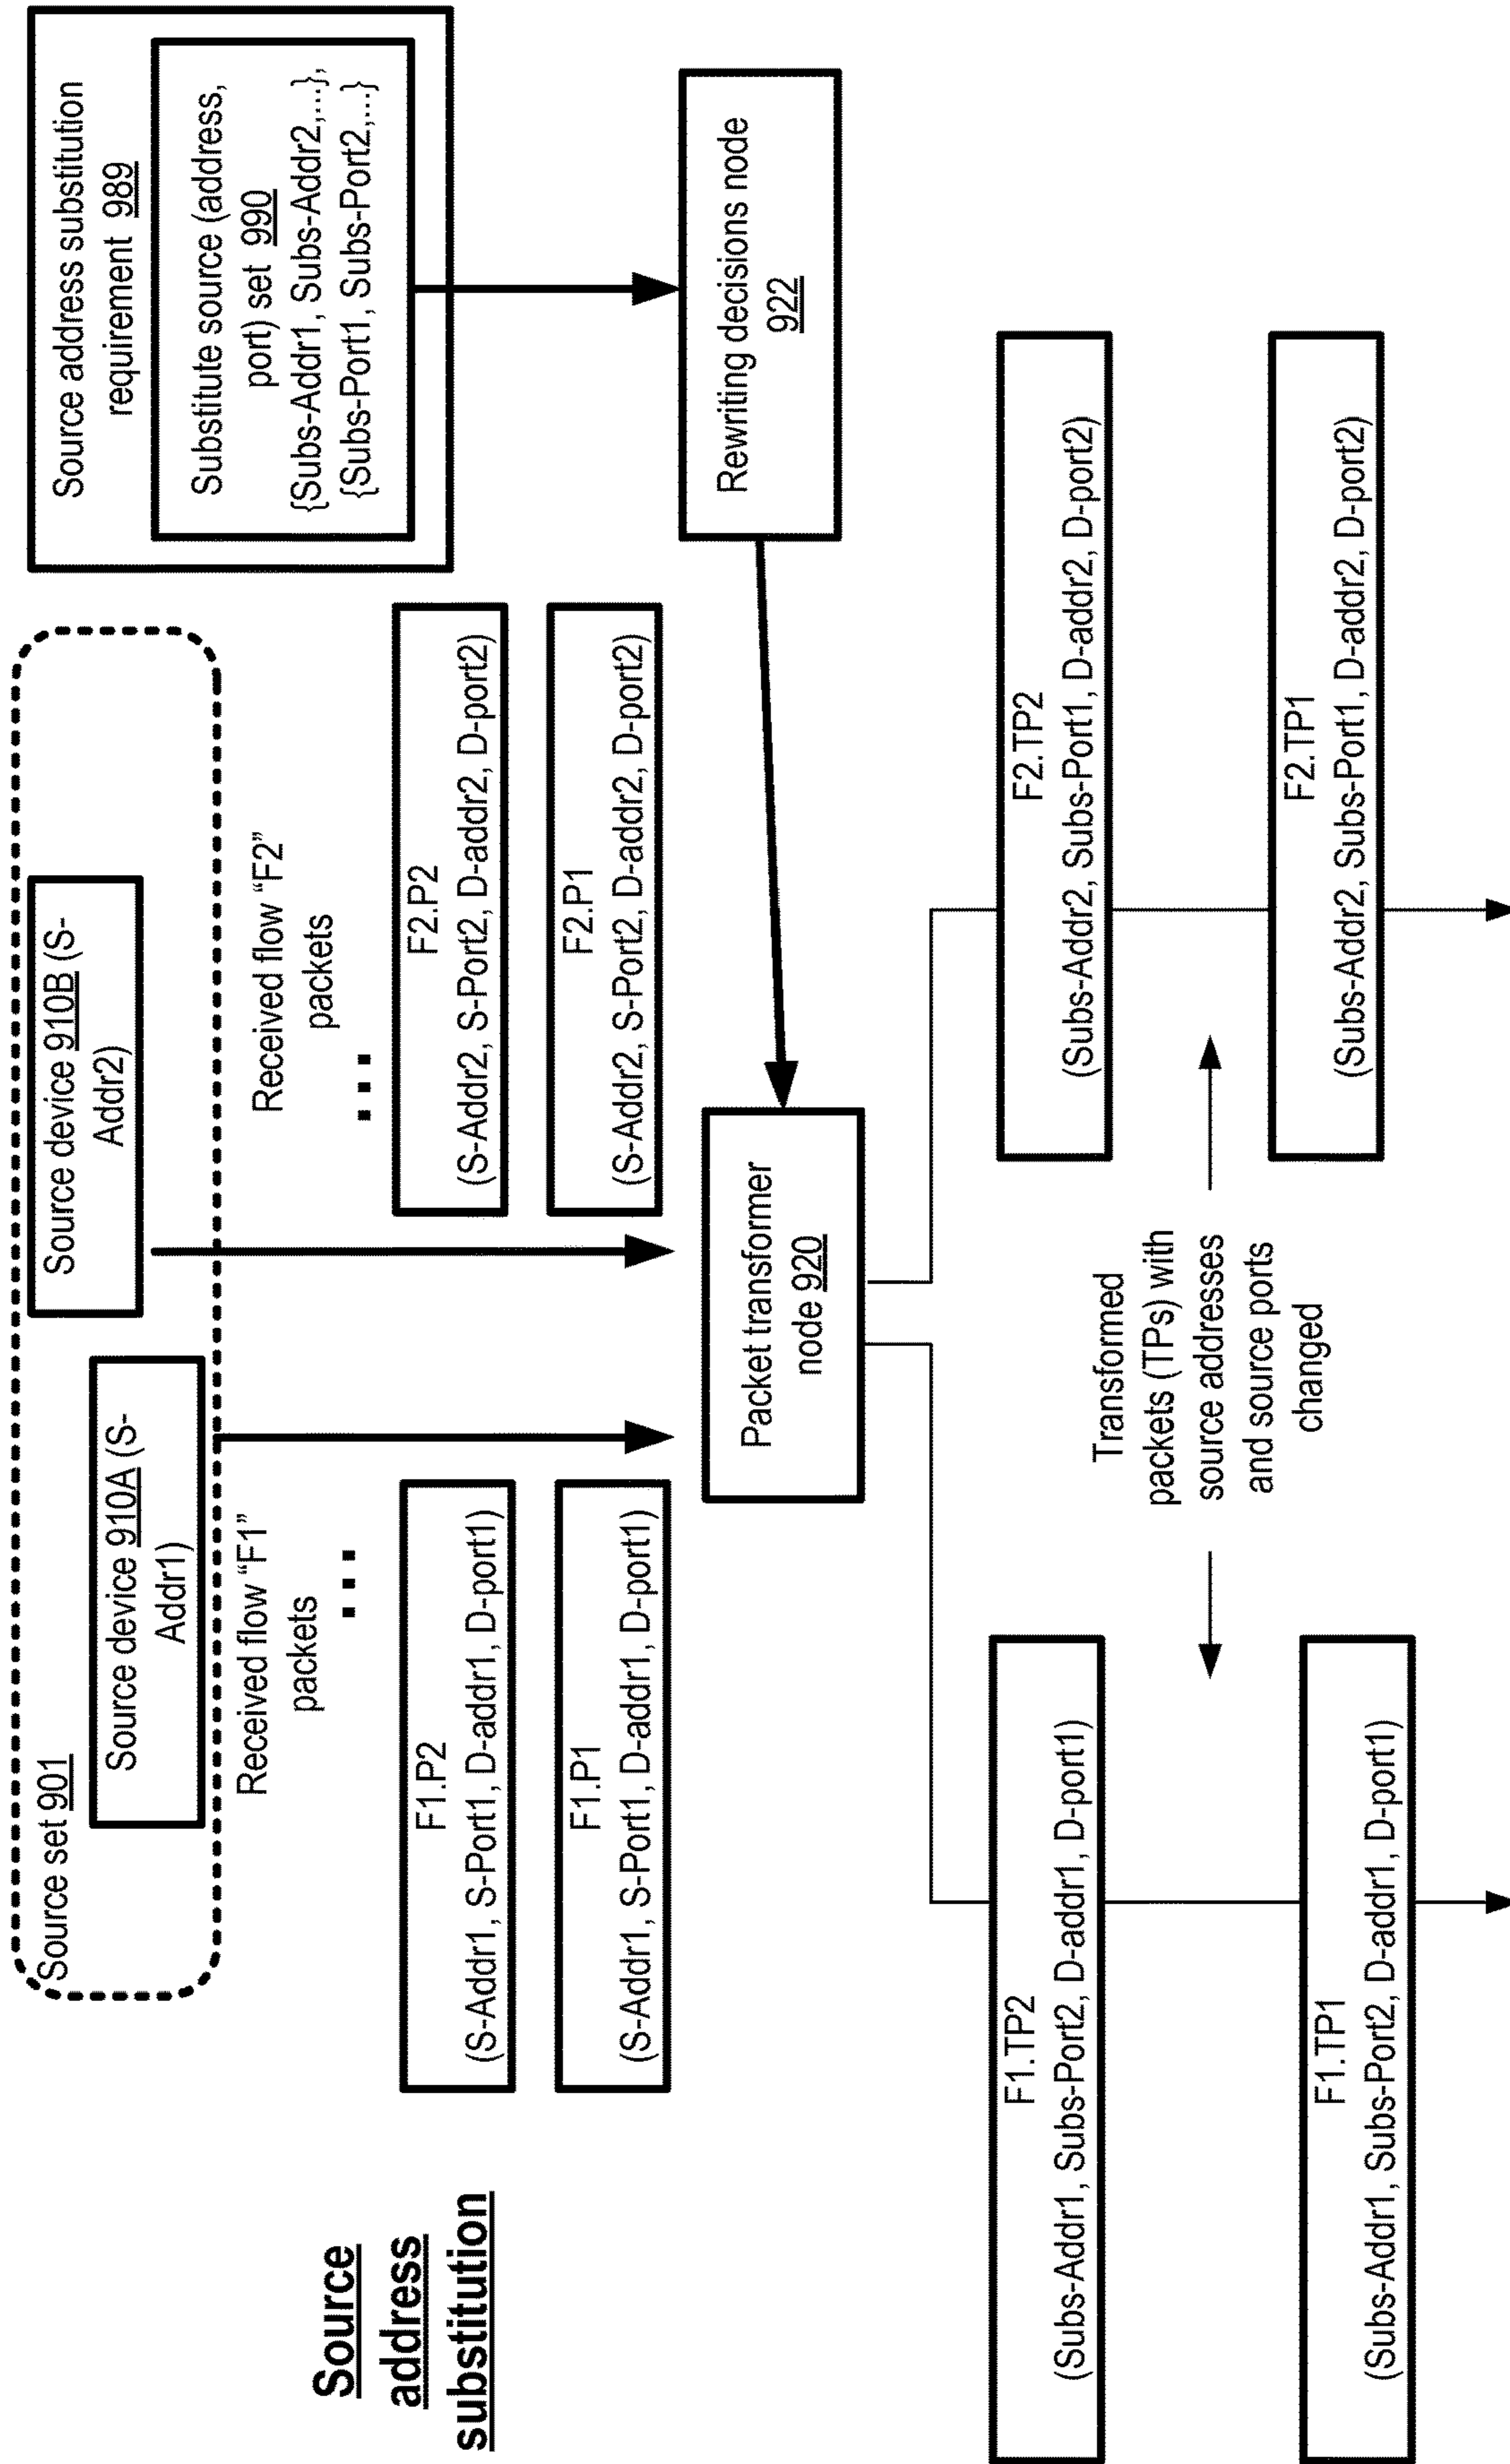 Source
address
substitution
Source set 901
Source device 910A (S-
Addr1)
Source device 910B (S-
Addr2)
Source address substitution
requirement 989
Substitute source (address,
port) set 990
{Subs-Addr1, Subs-Addr2,...},
{Subs-Port1, Subs-Port2,...}
Received flow “F1”
packets
...
F1.P2
(S-Addr1, S-Port1, D-addr1, D-port1)
F1.P1
(S-Addr1, S-Port1, D-addr1, D-port1)
Received flow “F2”
packets
...
F2.P2
(S-Addr2, S-Port2, D-addr2, D-port2)
F2.P1
(S-Addr2, S-Port2, D-addr2, D-port2)
Rewriting decisions node
922
Packet transformer
node 920
F1.TP2
(Subs-Addr1, Subs-Port2, D-addr1, D-port1)
F1.TP1
(Subs-Addr1, Subs-Port2, D-addr1, D-port1)
Transformed
packets (TPs) with
source addresses
and source ports
changed
F2.TP2
(Subs-Addr2, Subs-Port1, D-addr2, D-port2)
F2.TP1
(Subs-Addr2, Subs-Port1, D-addr2, D-port2)